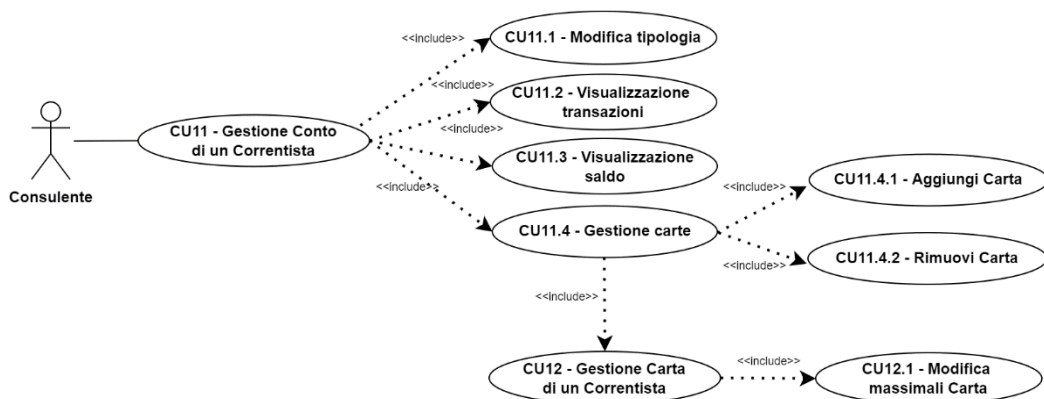 <<include>>
CU11.1 - Modifica tipologia
<<include>>
CU11.2 - Visualizzazione
transazioni
CU11 - Gestione Conto
di un Correntista
<<include>>
CU11.3 - Visualizzazione
saldo
Consulente
<<include>>
<<include>>
CU11.4.1 - Aggiungi Carta
CU11.4 - Gestione carte
<<include>>
CU11.4.2 - Rimuovi Carta
<<include>>
CU12 - Gestione Carta
di un Correntista
<<include>>
CU12.1 - Modifica
massimali Carta